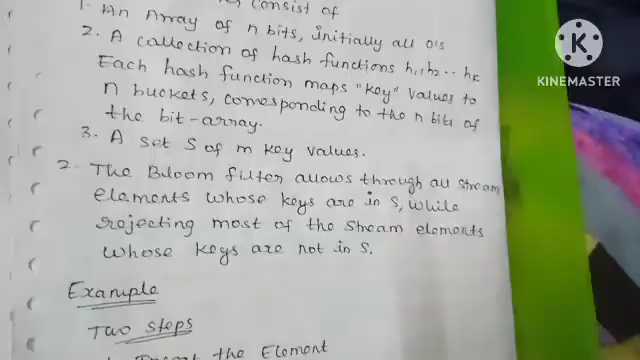 consist of
1. An Array of n bits, initially all 0's
2. A collection of hash functions h1, h2 .. hk
Each hash function maps "key" values to
n buckets, corresponding to the n bits of
the bit-array.
3. A set S of m key values.
2. The Bloom filter allows through all stream
elements whose keys are in S, while
rejecting most of the stream elements
whose keys are not in S.
Example
Two steps
the Element
KINEMASTER